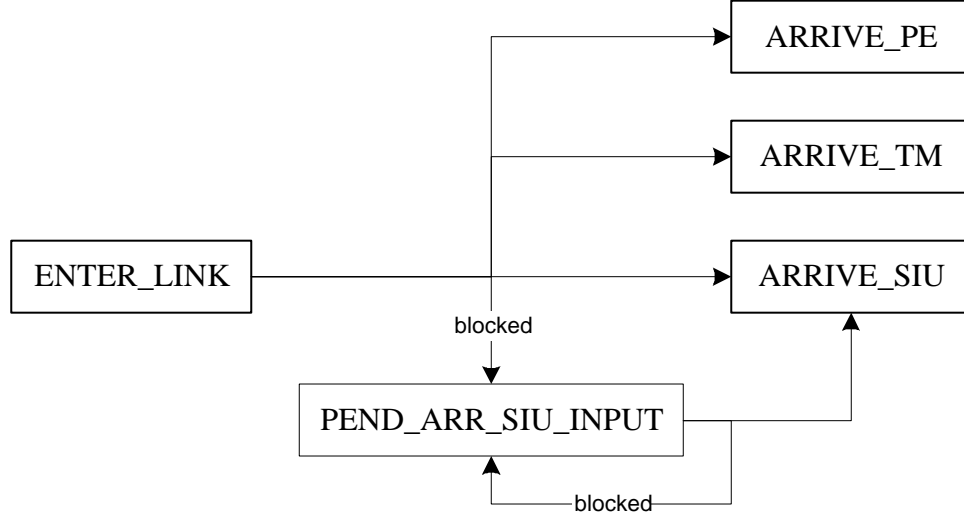 ARRIVE_PE
ARRIVE_TM
ENTER_LINK
ARRIVE_SIU
blocked
PEND_ARR_SIU_INPUT
blocked